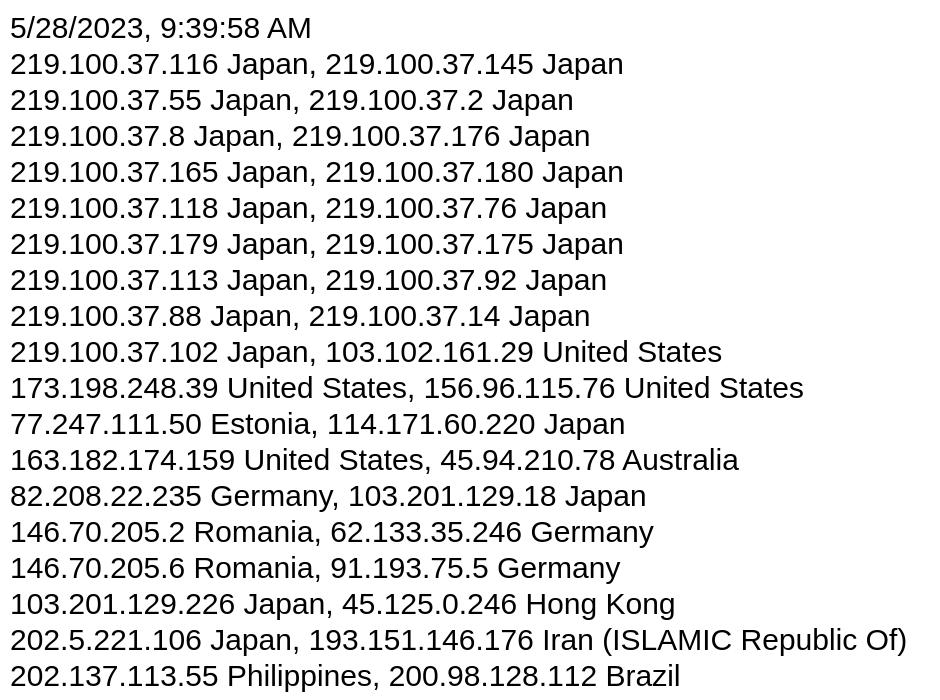 5/28/2023, 9:39:58 AM
219.100.37.116 Japan, 219.100.37.145 Japan
219.100.37.55 Japan, 219.100.37.2 Japan
219.100.37.8 Japan, 219.100.37.176 Japan
219.100.37.165 Japan, 219.100.37.180 Japan
219.100.37.118 Japan, 219.100.37.76 Japan
219.100.37.179 Japan, 219.100.37.175 Japan
219.100.37.113 Japan, 219.100.37.92 Japan
219.100.37.88 Japan, 219.100.37.14 Japan
219.100.37.102 Japan, 103.102.161.29 United States
173.198.248.39 United States, 156.96.115.76 United States
77.247.111.50 Estonia, 114.171.60.220 Japan
163.182.174.159 United States, 45.94.210.78 Australia
82.208.22.235 Germany, 103.201.129.18 Japan
146.70.205.2 Romania, 62.133.35.246 Germany
146.70.205.6 Romania, 91.193.75.5 Germany
103.201.129.226 Japan, 45.125.0.246 Hong Kong
202.5.221.106 Japan, 193.151.146.176 Iran (ISLAMIC Republic Of)
202.137.113.55 Philippines, 200.98.128.112 Brazil